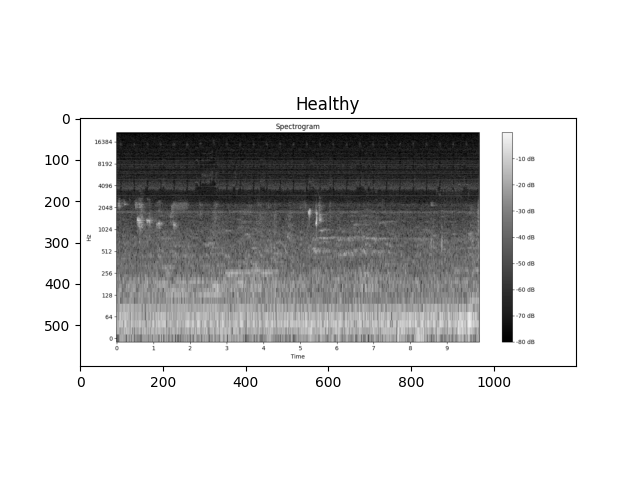 Healthy
Spectrogram
0
100
200
300
400
500
16384
8192
4096
2048
1024
512
256
128
64
0
Hz
0 1 2 3 4 5 6 7 8 9
Time
-10 dB
-20 dB
-30 dB
-40 dB
-50 dB
-60 dB
-70 dB
-80 dB
0 200 400 600 800 1000